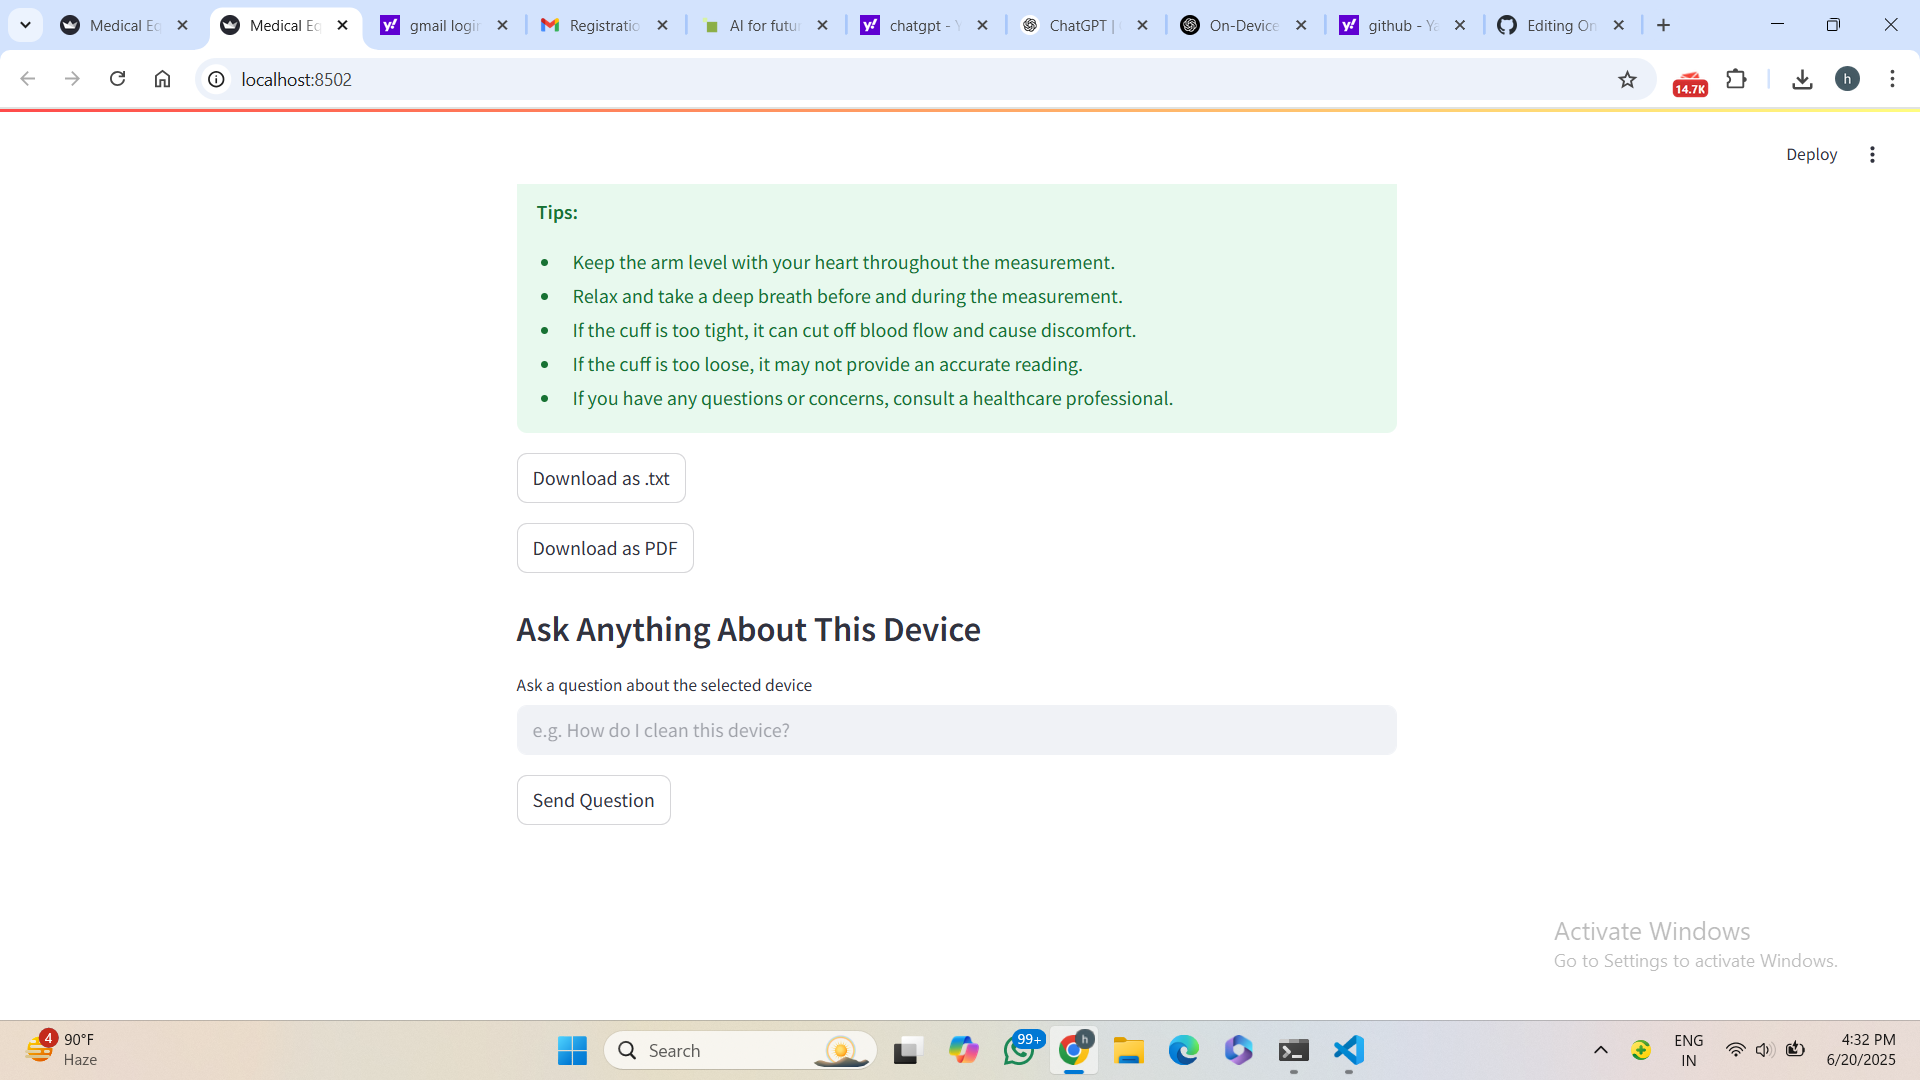 Medical Eq
Medical Eq
gmail login
Registratio
AI for futur
chatgpt - Y
ChatGPT |
On-Device
github - Ya
Editing On
localhost:8502
14.7K
h
Deploy
Tips:
• Keep the arm level with your heart throughout the measurement.
• Relax and take a deep breath before and during the measurement.
• If the cuff is too tight, it can cut off blood flow and cause discomfort.
• If the cuff is too loose, it may not provide an accurate reading.
• If you have any questions or concerns, consult a healthcare professional.
Download as .txt
Download as PDF
Ask Anything About This Device
Ask a question about the selected device
e.g. How do I clean this device?
Send Question
Activate Windows
Go to Settings to activate Windows.
4
90°F
Haze
Search
99+
h
ENG
IN
4:32 PM
6/20/2025